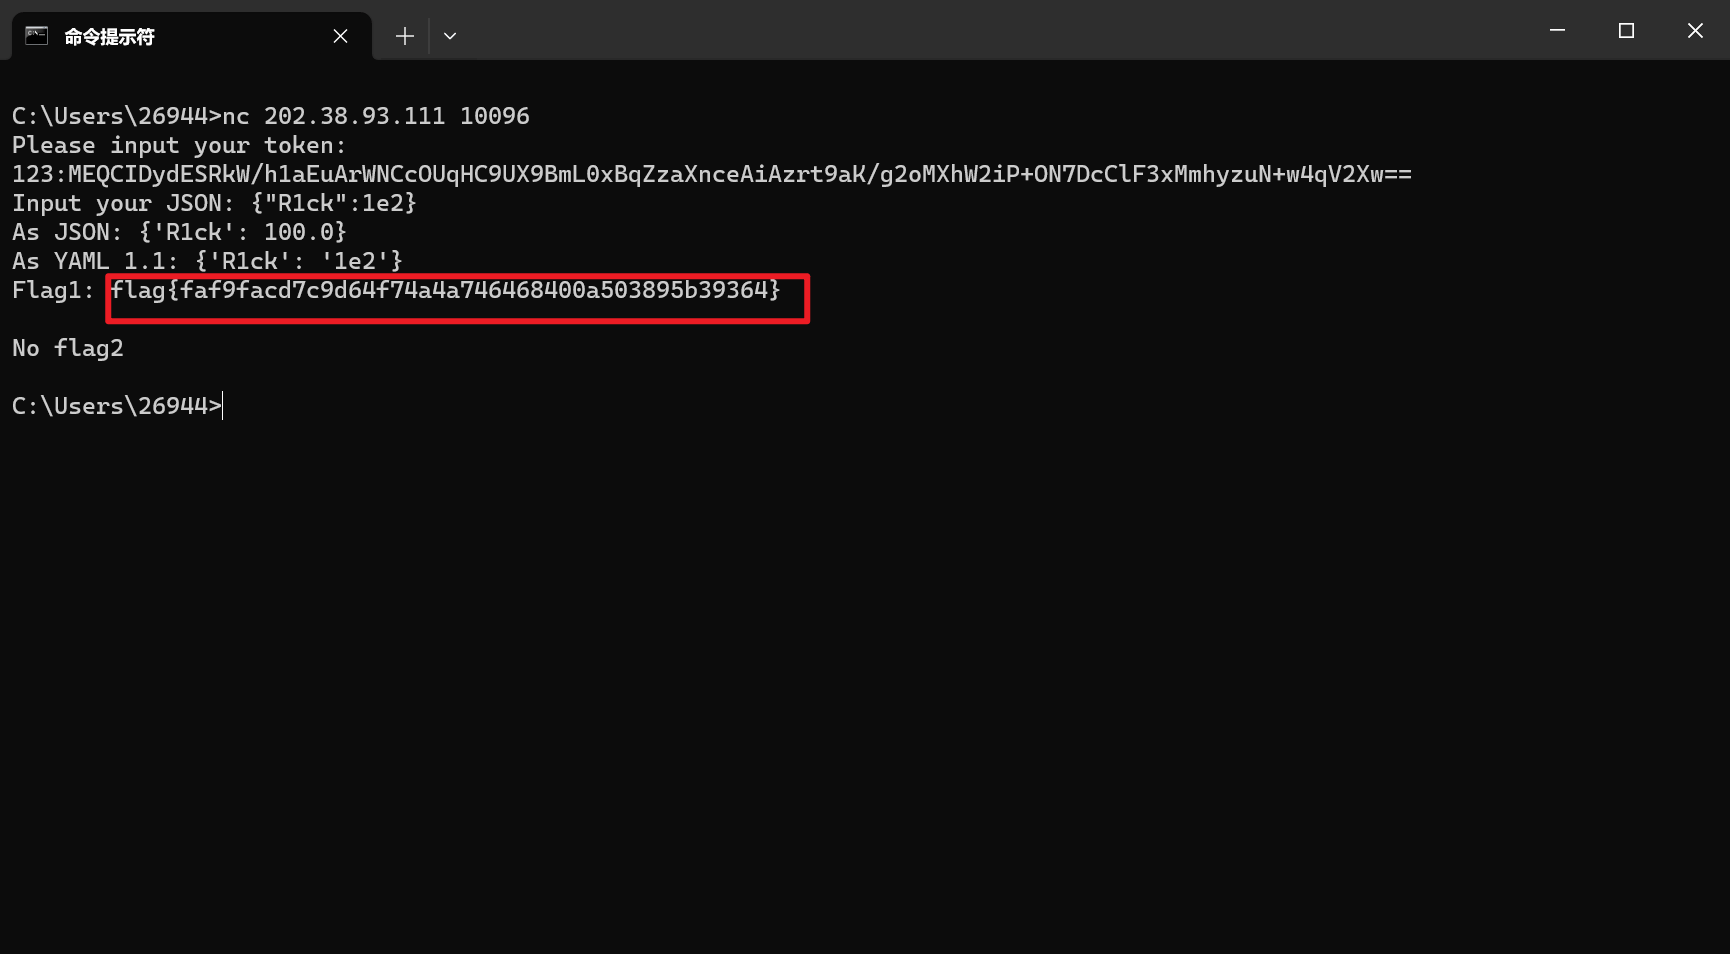 命令提示符
C:\Users\26944>nc 202.38.93.111 10096
Please input your token:
123:MEQCIDydESRkW/h1aEuArWNCcOUqHC9UX9BmL0xBqZzaXnceAiAzrt9aK/g2oMXhW2iP+ON7DcClF3xMmhyzuN+w4qV2Xw==
Input your JSON: {"R1ck":1e2}
As JSON: {'R1ck': 100.0}
As YAML 1.1: {'R1ck': '1e2'}
Flag1: flag{faf9facd7c9d64f74a4a746468400a503895b39364}
No flag2
C:\Users\26944>